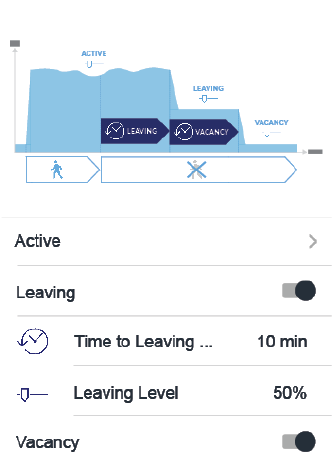 ACTIVE
LEAVING
VACANCY
LEAVING
VACANCY
Active
Leaving
Time to Leaving ...
10 min
Leaving Level
50%
Vacancy